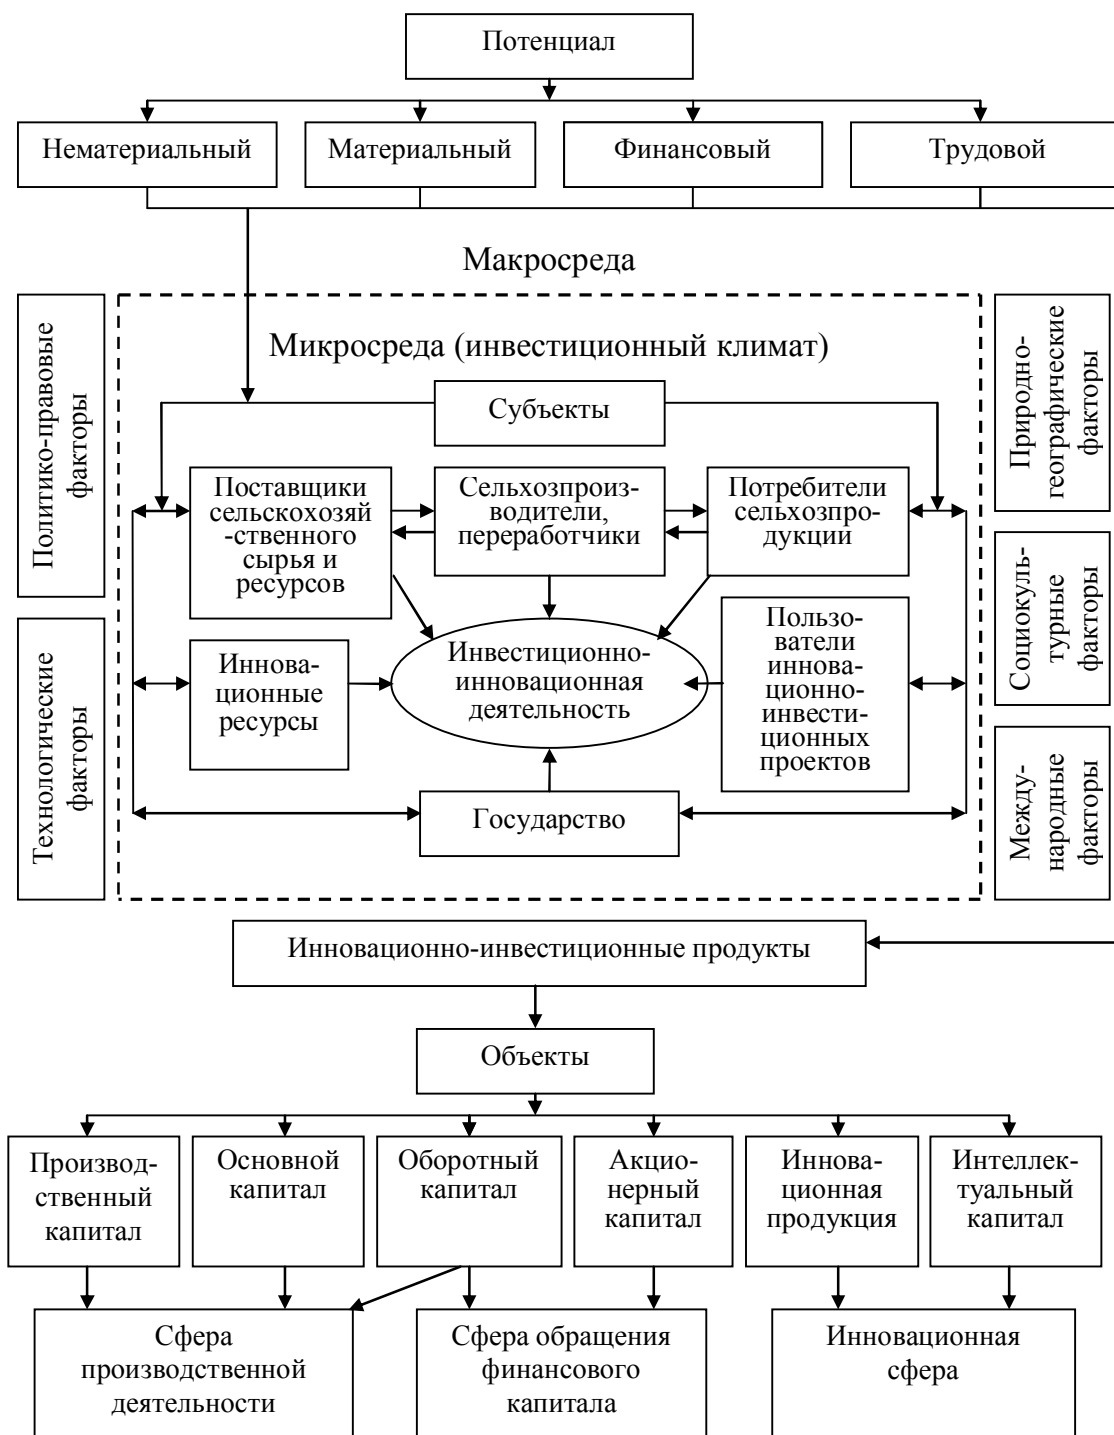 Потенциал
Нематериальный
Материальный
Финансовый
Трудовой
Макросреда
Политико-правовые
факторы
Технологические
факторы
Микросреда (инвестиционный климат)
Субъекты
Поставщики
сельскохозяй
-ственного
сырья и
ресурсов
Сельхозпроиз-
водители,
переработчики
Потребители
сельхозпро-
дукции
Иннова-
ционные
ресурсы
Инвестиционно-
инновационная
деятельность
Пользо-
ватели
иннова-
ционно-
инвести-
ционных
проектов
Государство
Природно-
географические
факторы
Социокуль-
турные
факторы
Между-
народные
факторы
Инновационно-инвестиционные продукты
Объекты
Производ-
ственный
капитал
Основной
капитал
Оборотный
капитал
Акцио-
нерный
капитал
Иннова-
ционная
продукция
Интеллек-
туальный
капитал
Сфера
производственной
деятельности
Сфера обращения
финансового
капитала
Инновационная
сфера